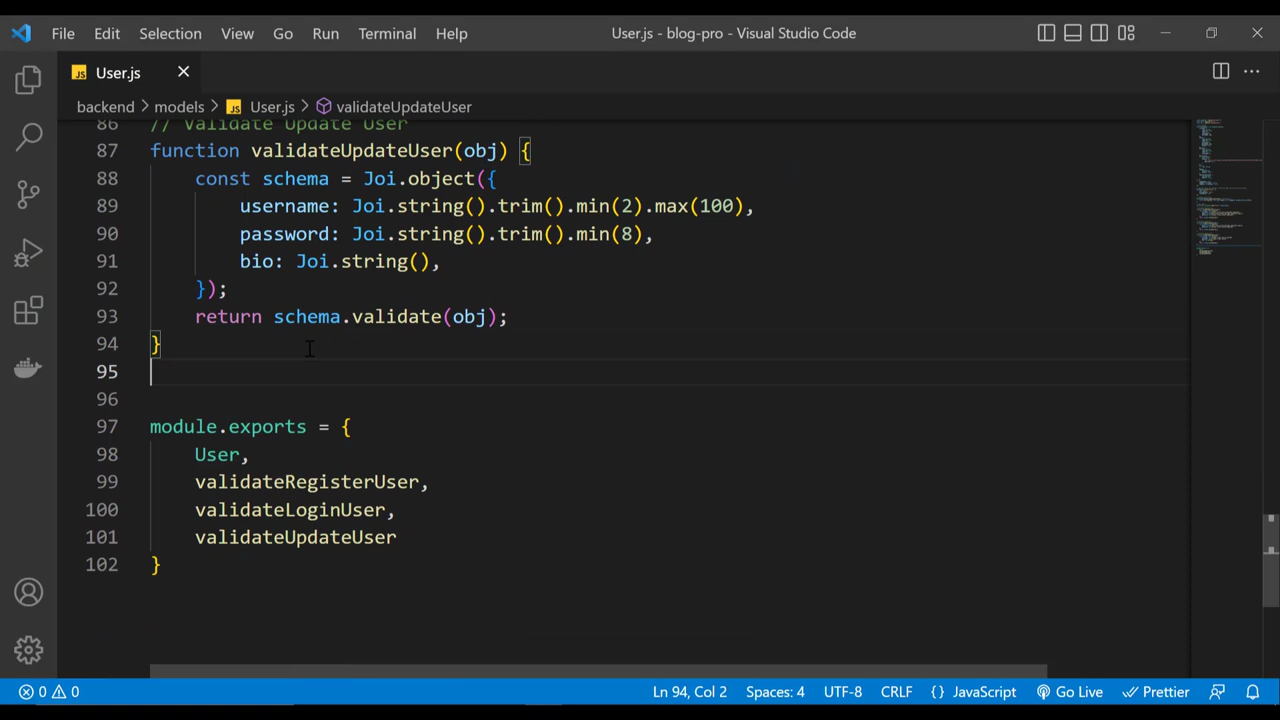 File Edit Selection View Go Run Terminal Help User.js - blog-pro - Visual Studio Code
JS User.js
backend > models > JS User.js > validateUpdateUser
86 // Validate Update User
87 function validateUpdateUser(obj) {
88 const schema = Joi.object({
89 username: Joi.string().trim().min(2).max(100),
90 password: Joi.string().trim().min(8),
91 bio: Joi.string(),
92 });
93 return schema.validate(obj);
94 }
95
96
97 module.exports = {
98 User,
99 validateRegisterUser,
100 validateLoginUser,
101 validateUpdateUser
102 }
0 0 Ln 94, Col 2 Spaces: 4 UTF-8 CRLF {} JavaScript Go Live Prettier